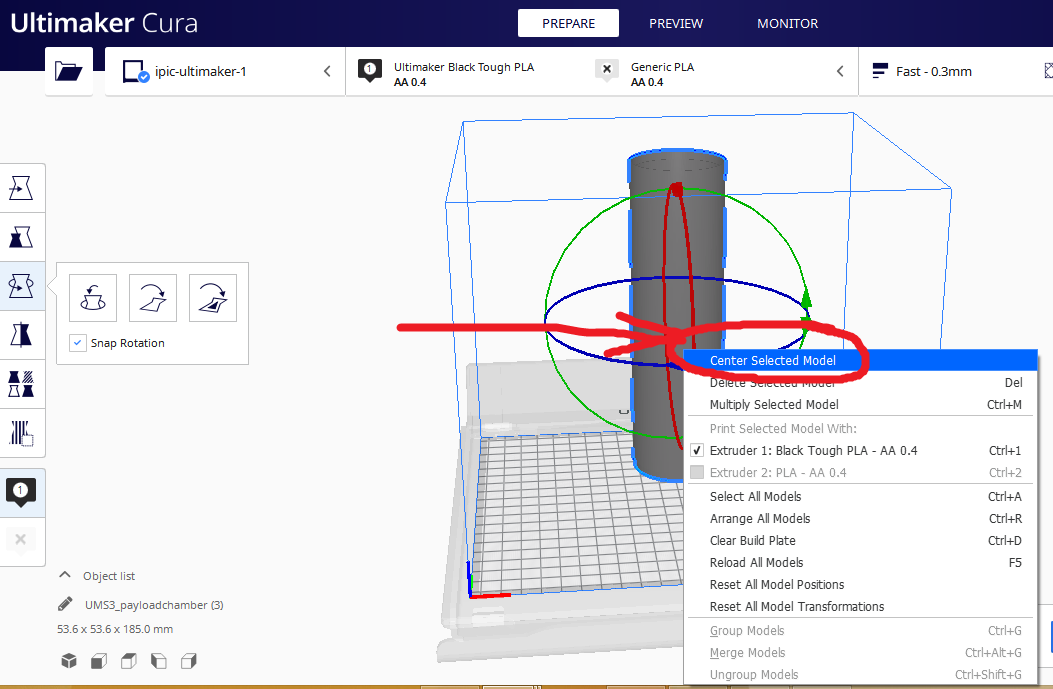 Ultimaker Cura
PREPARE
PREVIEW
MONITOR
ipic-ultimaker-1
1
Ultimaker Black Tough PLA
AA 0.4
Generic PLA
AA 0.4
Fast - 0.3mm
Snap Rotation
1
Center Selected Model
Delete Selected Model Del
Multiply Selected Model Ctrl+M
Print Selected Model With:
Extruder 1: Black Tough PLA - AA 0.4 Ctrl+1
Extruder 2: PLA - AA 0.4 Ctrl+2
Select All Models Ctrl+A
Arrange All Models Ctrl+R
Clear Build Plate Ctrl+D
Reload All Models F5
Reset All Model Positions
Reset All Model Transformations
Group Models Ctrl+G
Merge Models Ctrl+Alt+G
Ungroup Models Ctrl+Shift+G
Object list
UMS3_payloadchamber (3)
53.6 x 53.6 x 185.0 mm